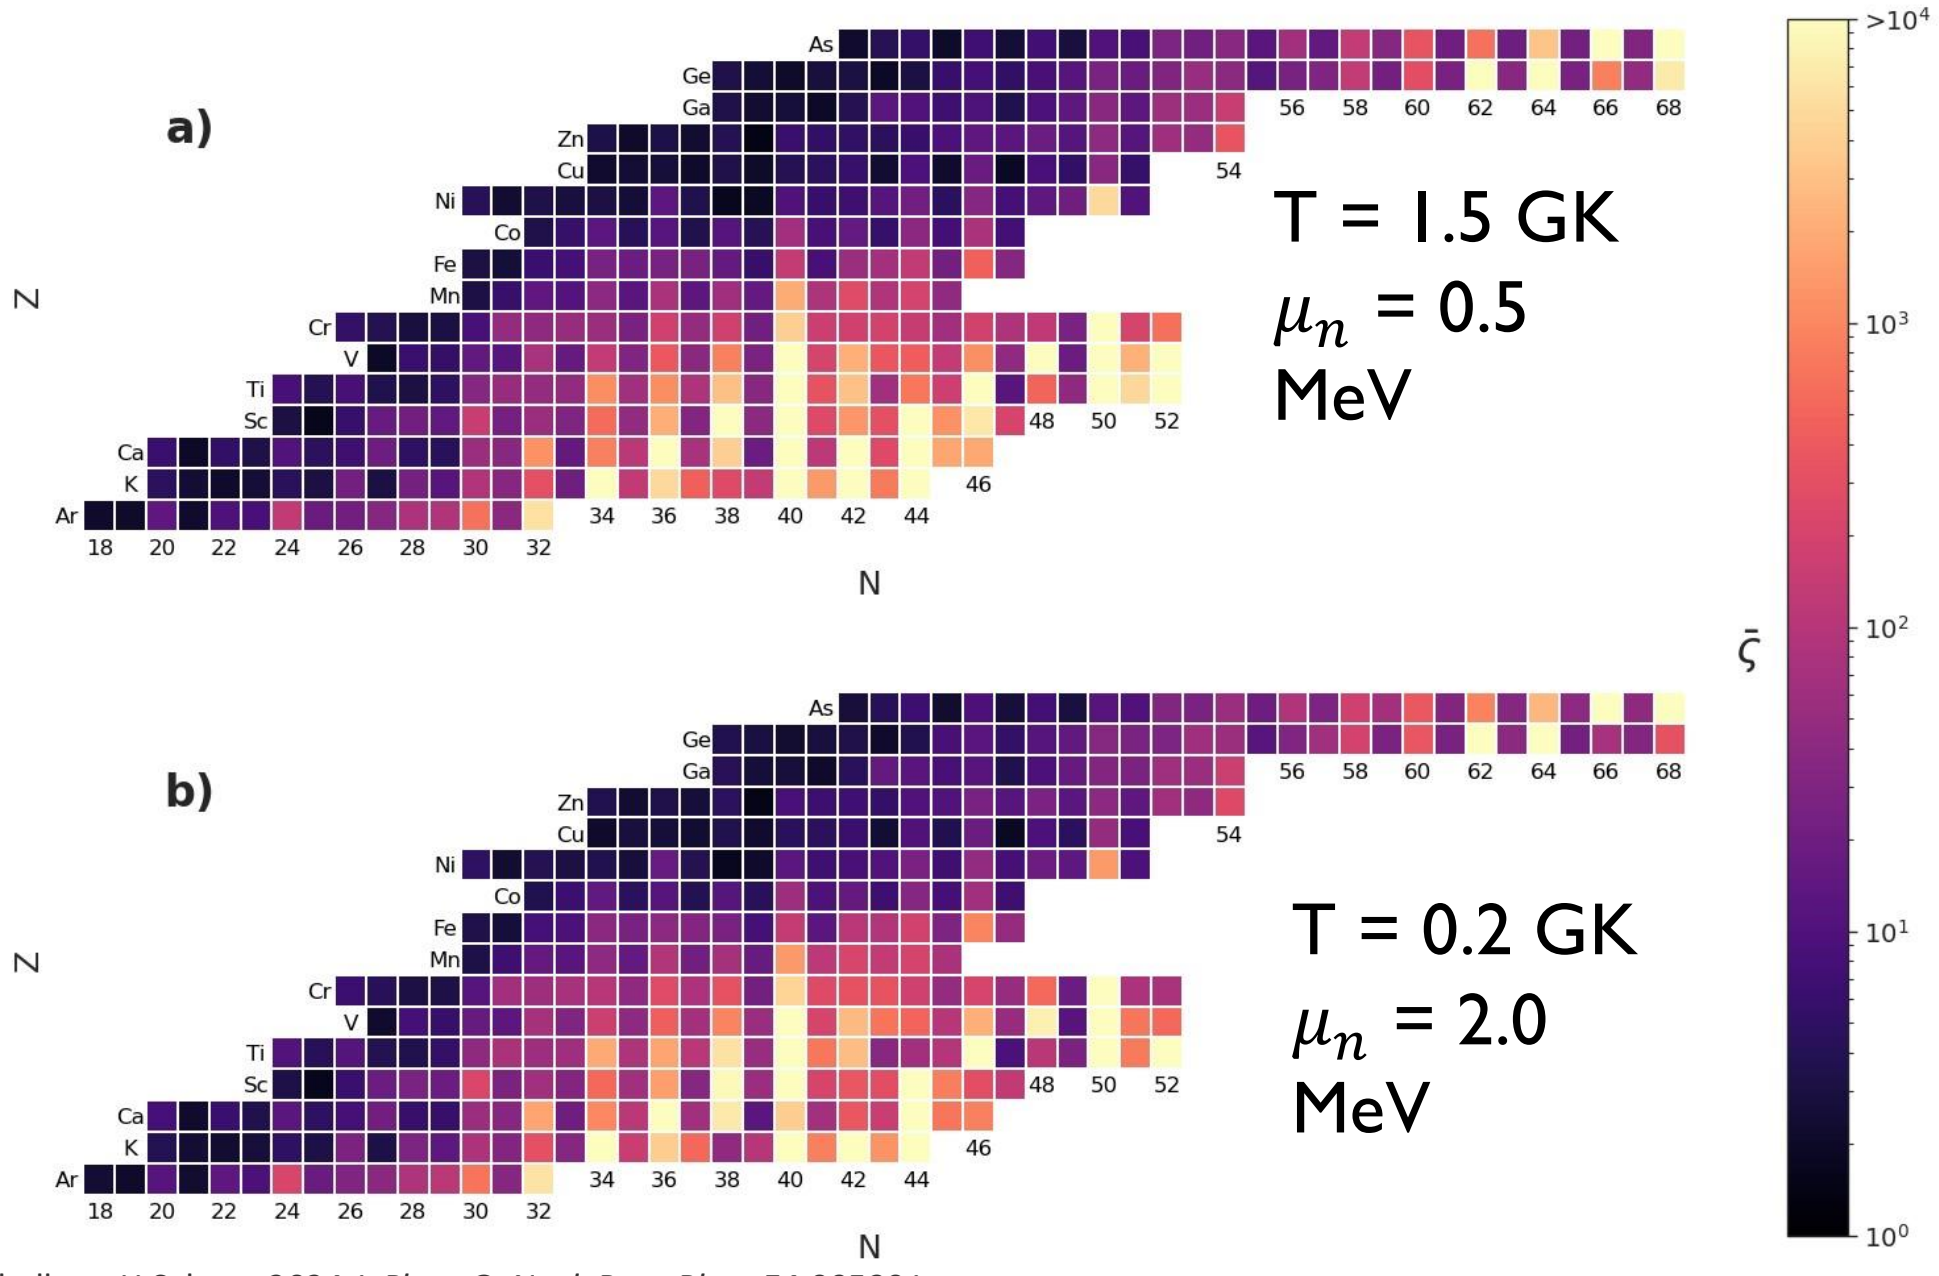 As
Ge
Ga 56 58 60 62 64 66 68
a)
Zn
Cu 54
Ni
Co
Fe
Mn
Cr
V
Ti
Sc 48 50 52
Ca
K 46
Ar 34 36 38 40 42 44
18 20 22 24 26 28 30 32
Z
N
T = 1.5 GK
μn = 0.5
MeV
>10⁴
10³
10²
10¹
10⁰
ς̄
As
Ge
Ga 56 58 60 62 64 66 68
b)
Zn
Cu 54
Ni
Co
Fe
Mn
Cr
V
Ti
Sc 48 50 52
Ca
K 46
Ar 34 36 38 40 42 44
18 20 22 24 26 28 30 32
Z
N
T = 0.2 GK
μn = 2.0
MeV